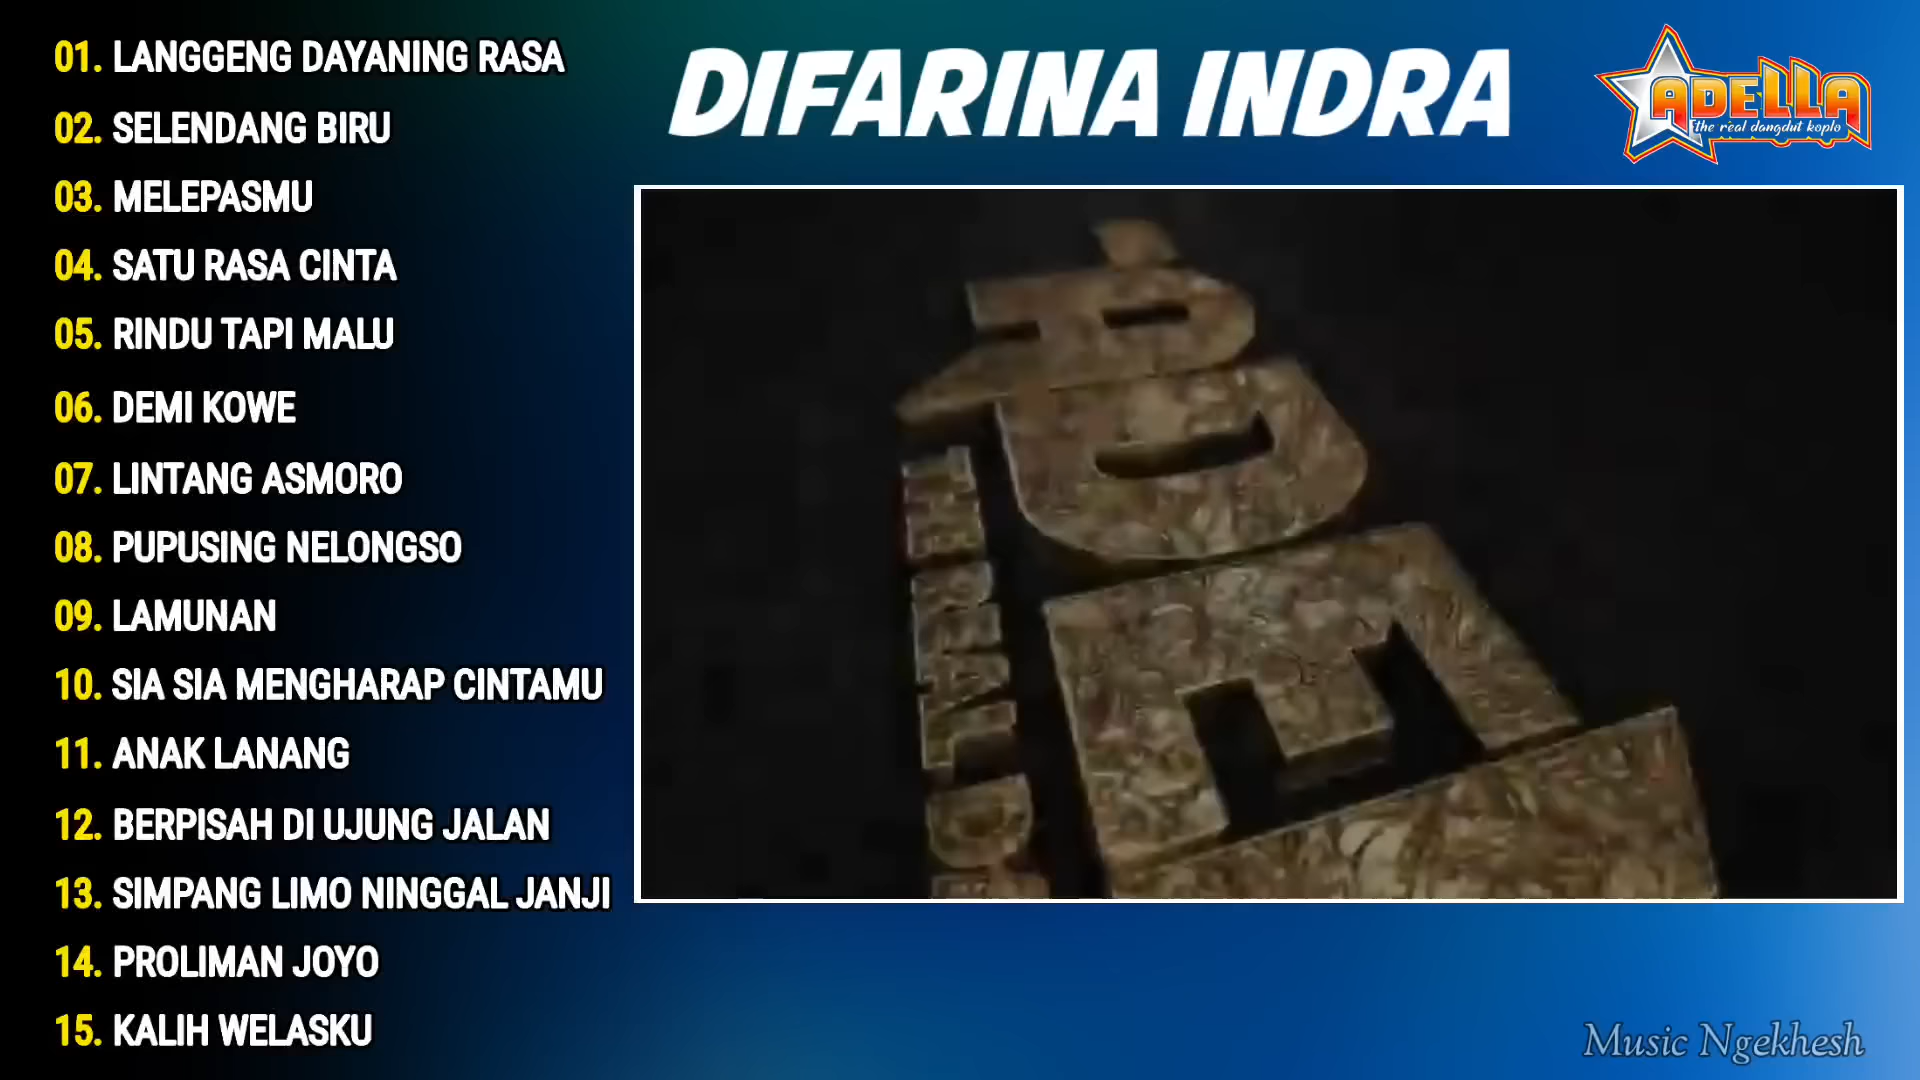 01. LANGGENG DAYANING RASA
02. SELENDANG BIRU
03. MELEPASMU
04. SATU RASA CINTA
05. RINDU TAPI MALU
06. DEMI KOWE
07. LINTANG ASMORO
08. PUPUSING NELONGSO
09. LAMUNAN
10. SIA SIA MENGHARAP CINTAMU
11. ANAK LANANG
12. BERPISAH DI UJUNG JALAN
13. SIMPANG LIMO NINGGAL JANJI
14. PROLIMAN JOYO
15. KALIH WELASKU
DIFARINA INDRA
ADELLA
the real dangdut koplo
ADE
THE REAL D
Music Ngekhesh